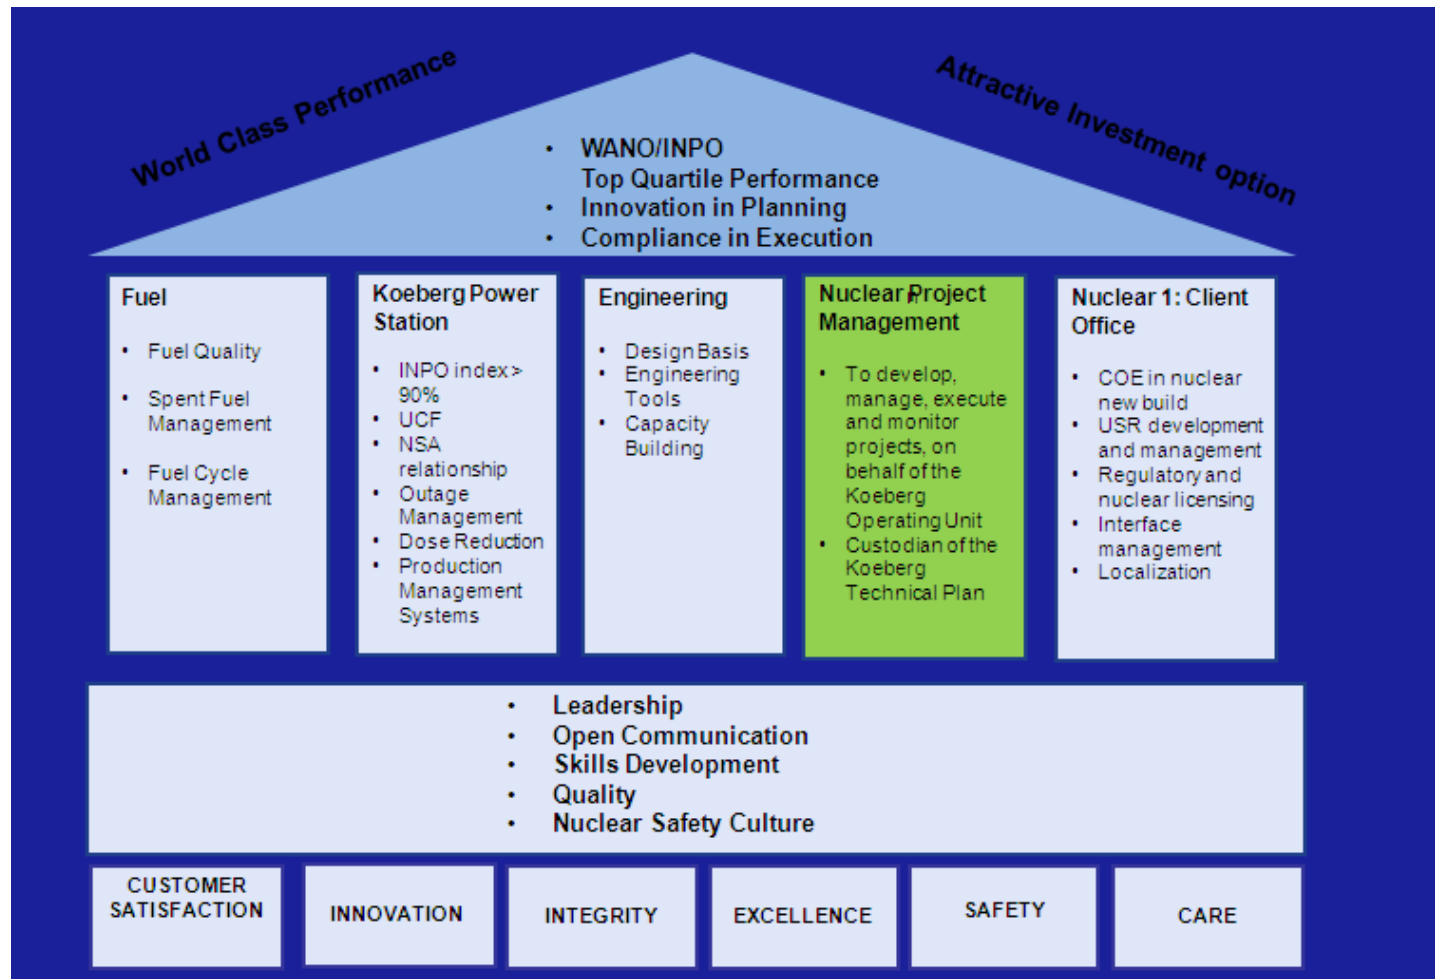 World Class Performance
Attractive Investment option
• WANO/INPO
Top Quartile Performance
• Innovation in Planning
• Compliance in Execution
Fuel
• Fuel Quality
• Spent Fuel
Management
• Fuel Cycle
Management
Koeberg Power
Station
• INPO index >
90%
• UCF
• NSA
relationship
• Outage
Management
• Dose Reduction
• Production
Management
Systems
Engineering
• Design Basis
• Engineering
Tools
• Capacity
Building
Nuclear Project
Management
• To develop,
manage, execute
and monitor
projects, on
behalf of the
Koeberg
Operating Unit
• Custodian of the
Koeberg
Technical Plan
Nuclear 1: Client
Office
• COE in nuclear
new build
• USR development
and management
• Regulatory and
nuclear licensing
• Interface
management
• Localization
• Leadership
• Open Communication
• Skills Development
• Quality
• Nuclear Safety Culture
CUSTOMER
SATISFACTION
INNOVATION
INTEGRITY
EXCELLENCE
SAFETY
CARE